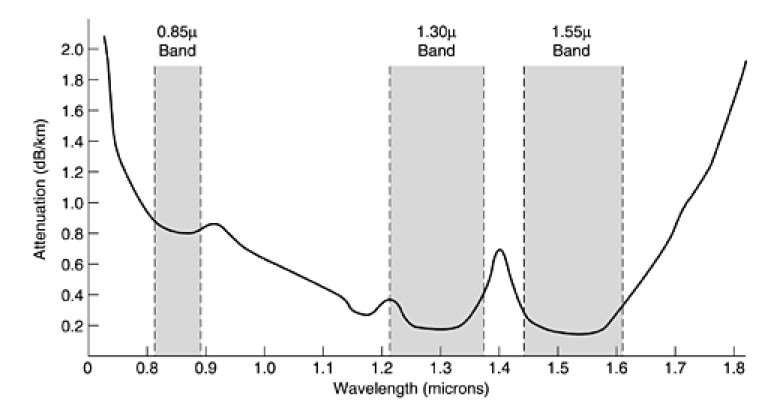 0.85μ
Band
1.30μ
Band
1.55μ
Band
2.0
1.8
1.6
1.4
1.2
1.0
0.8
0.6
0.4
0.2
Attenuation (dB/km)
0 0.8 0.9 1.0 1.1 1.2 1.3 1.4 1.5 1.6 1.7 1.8
Wavelength (microns)